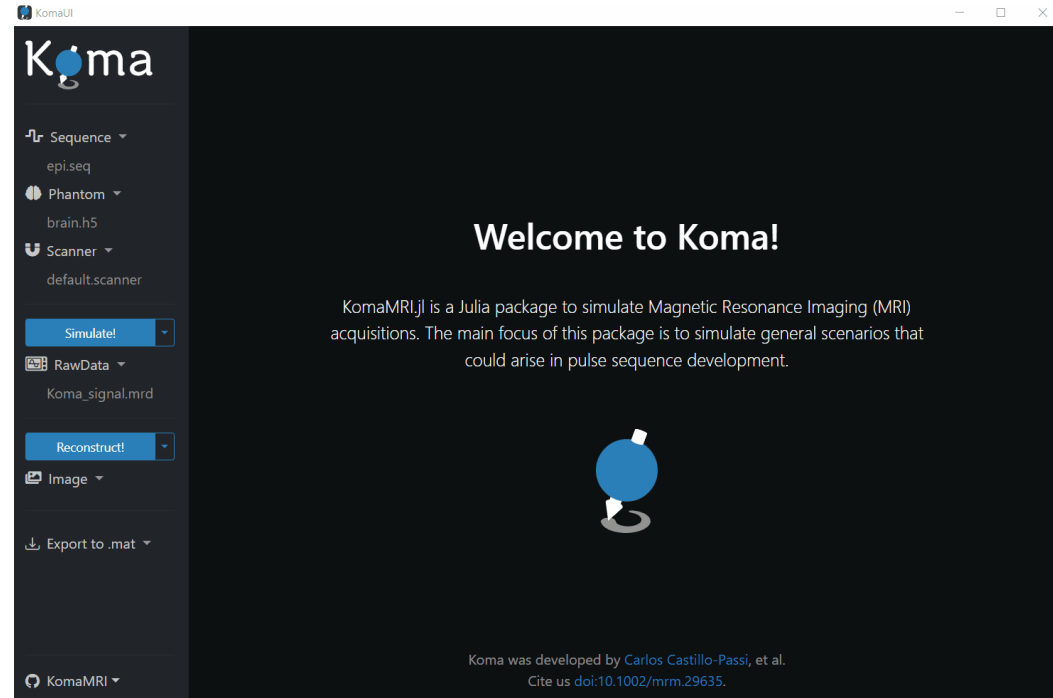 KomaUI
Koma
Sequence
epi.seq
Phantom
brain.h5
Scanner
default.scanner
Simulate!
RawData
Koma_signal.mrd
Reconstruct!
Image
Export to .mat
KomaMRI
Welcome to Koma!
KomaMRI.jl is a Julia package to simulate Magnetic Resonance Imaging (MRI)
acquisitions. The main focus of this package is to simulate general scenarios that
could arise in pulse sequence development.
Koma was developed by Carlos Castillo-Passi, et al.
Cite us doi:10.1002/mrm.29635.